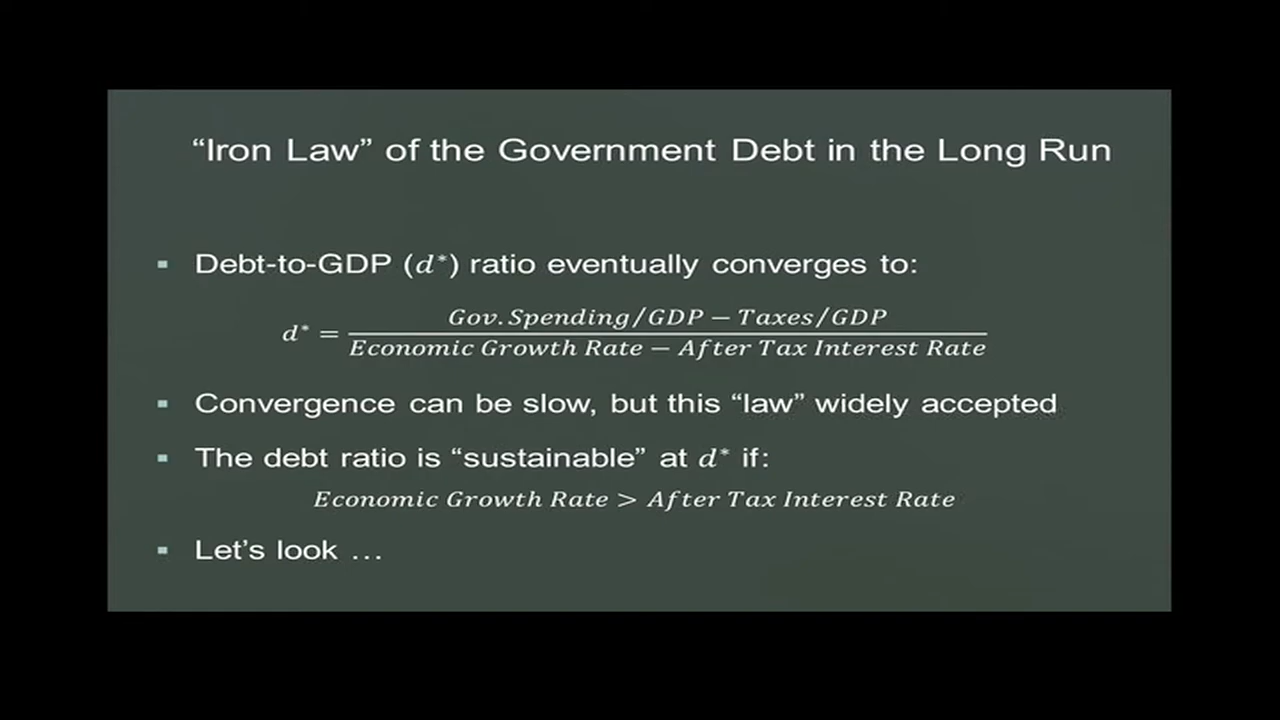 “Iron Law” of the Government Debt in the Long Run
▪ Debt-to-GDP (d*) ratio eventually converges to:
d* = Gov. Spending/GDP − Taxes/GDP
Economic Growth Rate − After Tax Interest Rate
▪ Convergence can be slow, but this “law” widely accepted
▪ The debt ratio is “sustainable” at d* if:
Economic Growth Rate > After Tax Interest Rate
▪ Let’s look …